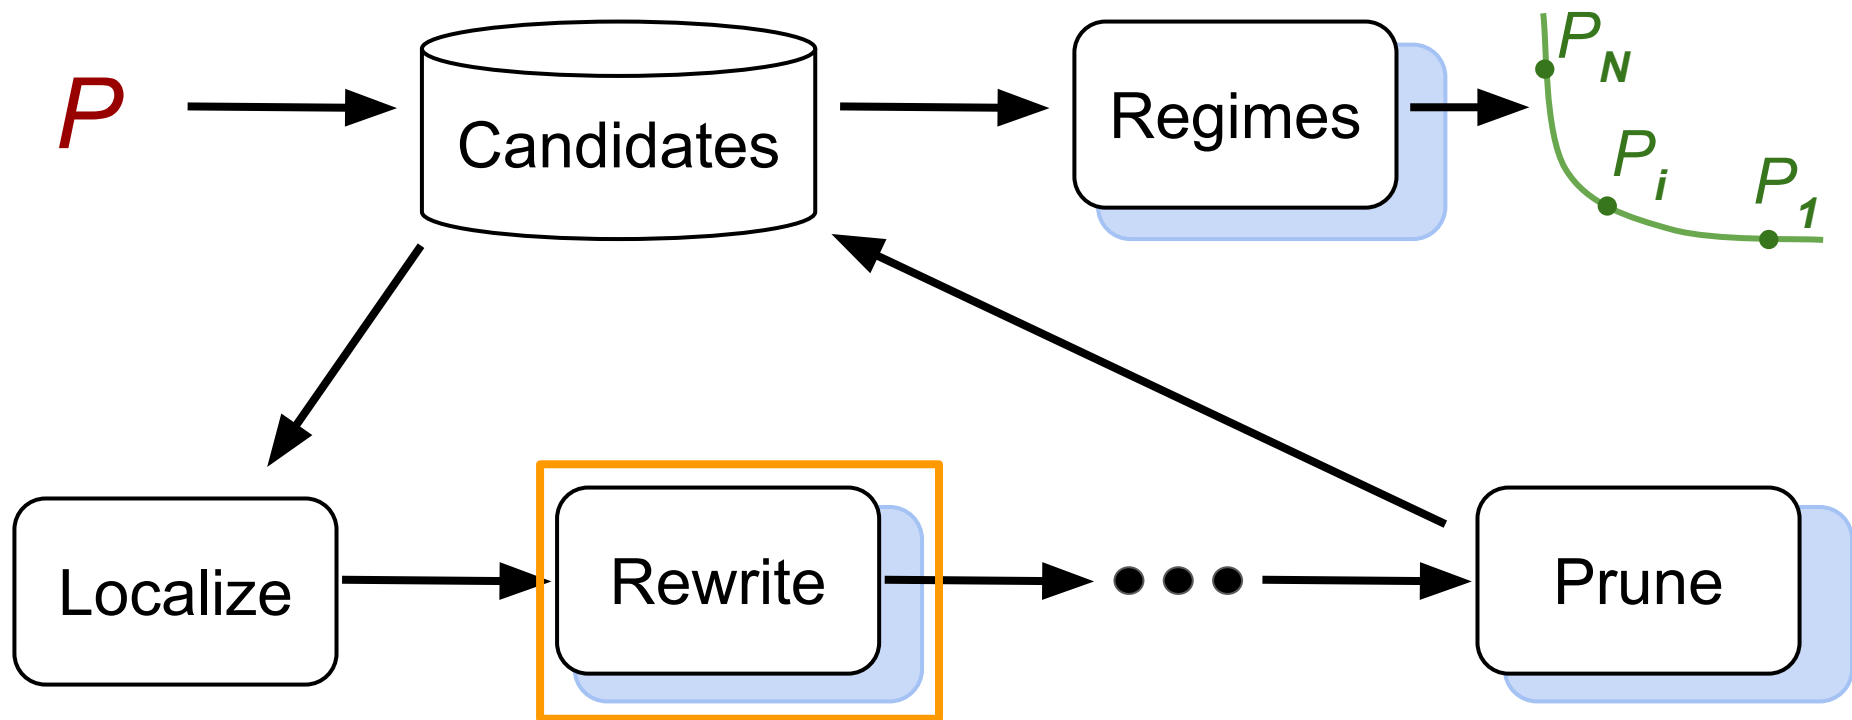 P
Candidates
Regimes
P_N
P_i
P_1
Localize
Rewrite
Prune